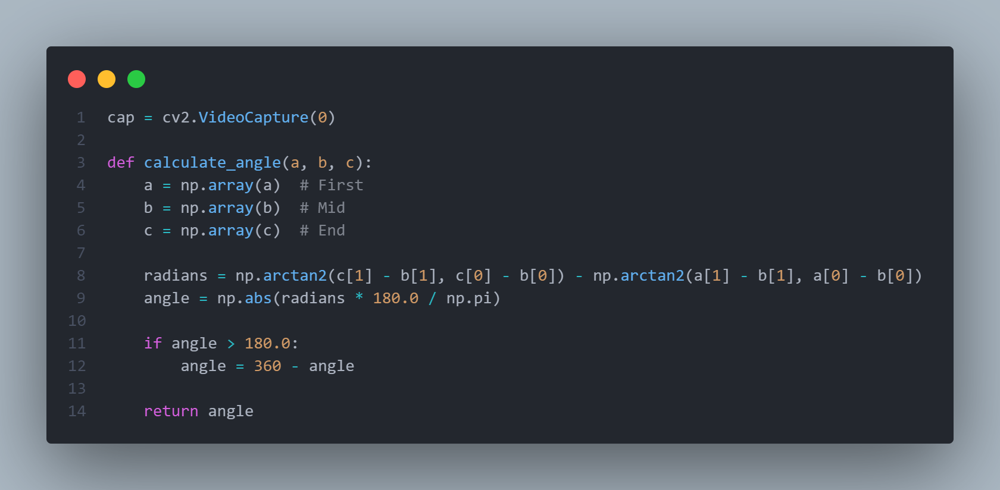 1 cap = cv2.VideoCapture(0)
2
3 def calculate_angle(a, b, c):
4     a = np.array(a)  # First
5     b = np.array(b)  # Mid
6     c = np.array(c)  # End
7
8     radians = np.arctan2(c[1] - b[1], c[0] - b[0]) - np.arctan2(a[1] - b[1], a[0] - b[0])
9     angle = np.abs(radians * 180.0 / np.pi)
10
11     if angle > 180.0:
12         angle = 360 - angle
13
14     return angle